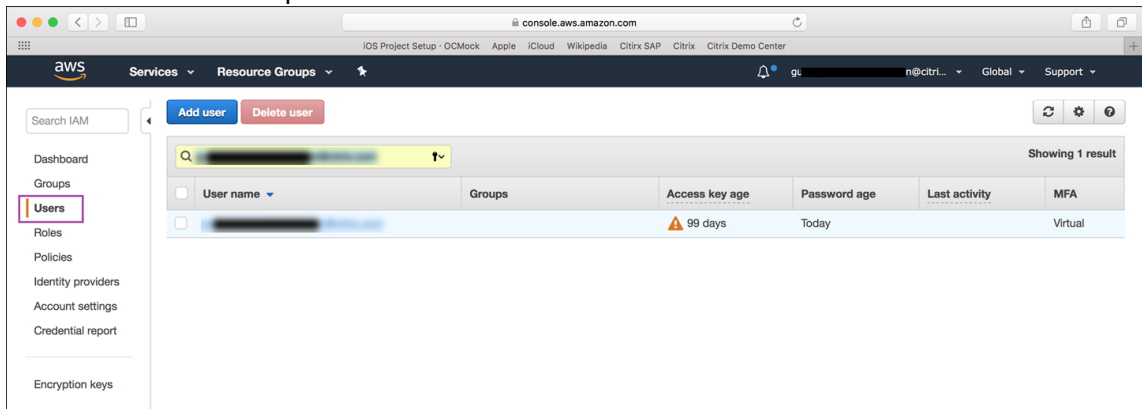 console.aws.amazon.com
iOS Project Setup · OCMock Apple iCloud Wikipedia Citirx SAP Citrix Citrix Demo Center
aws Services Resource Groups gu n@citri... Global Support
Search IAM
Add user Delete user
Showing 1 result
Dashboard
Groups
Users
Roles
Policies
Identity providers
Account settings
Credential report
Encryption keys
User name Groups Access key age Password age Last activity MFA
99 days Today Virtual